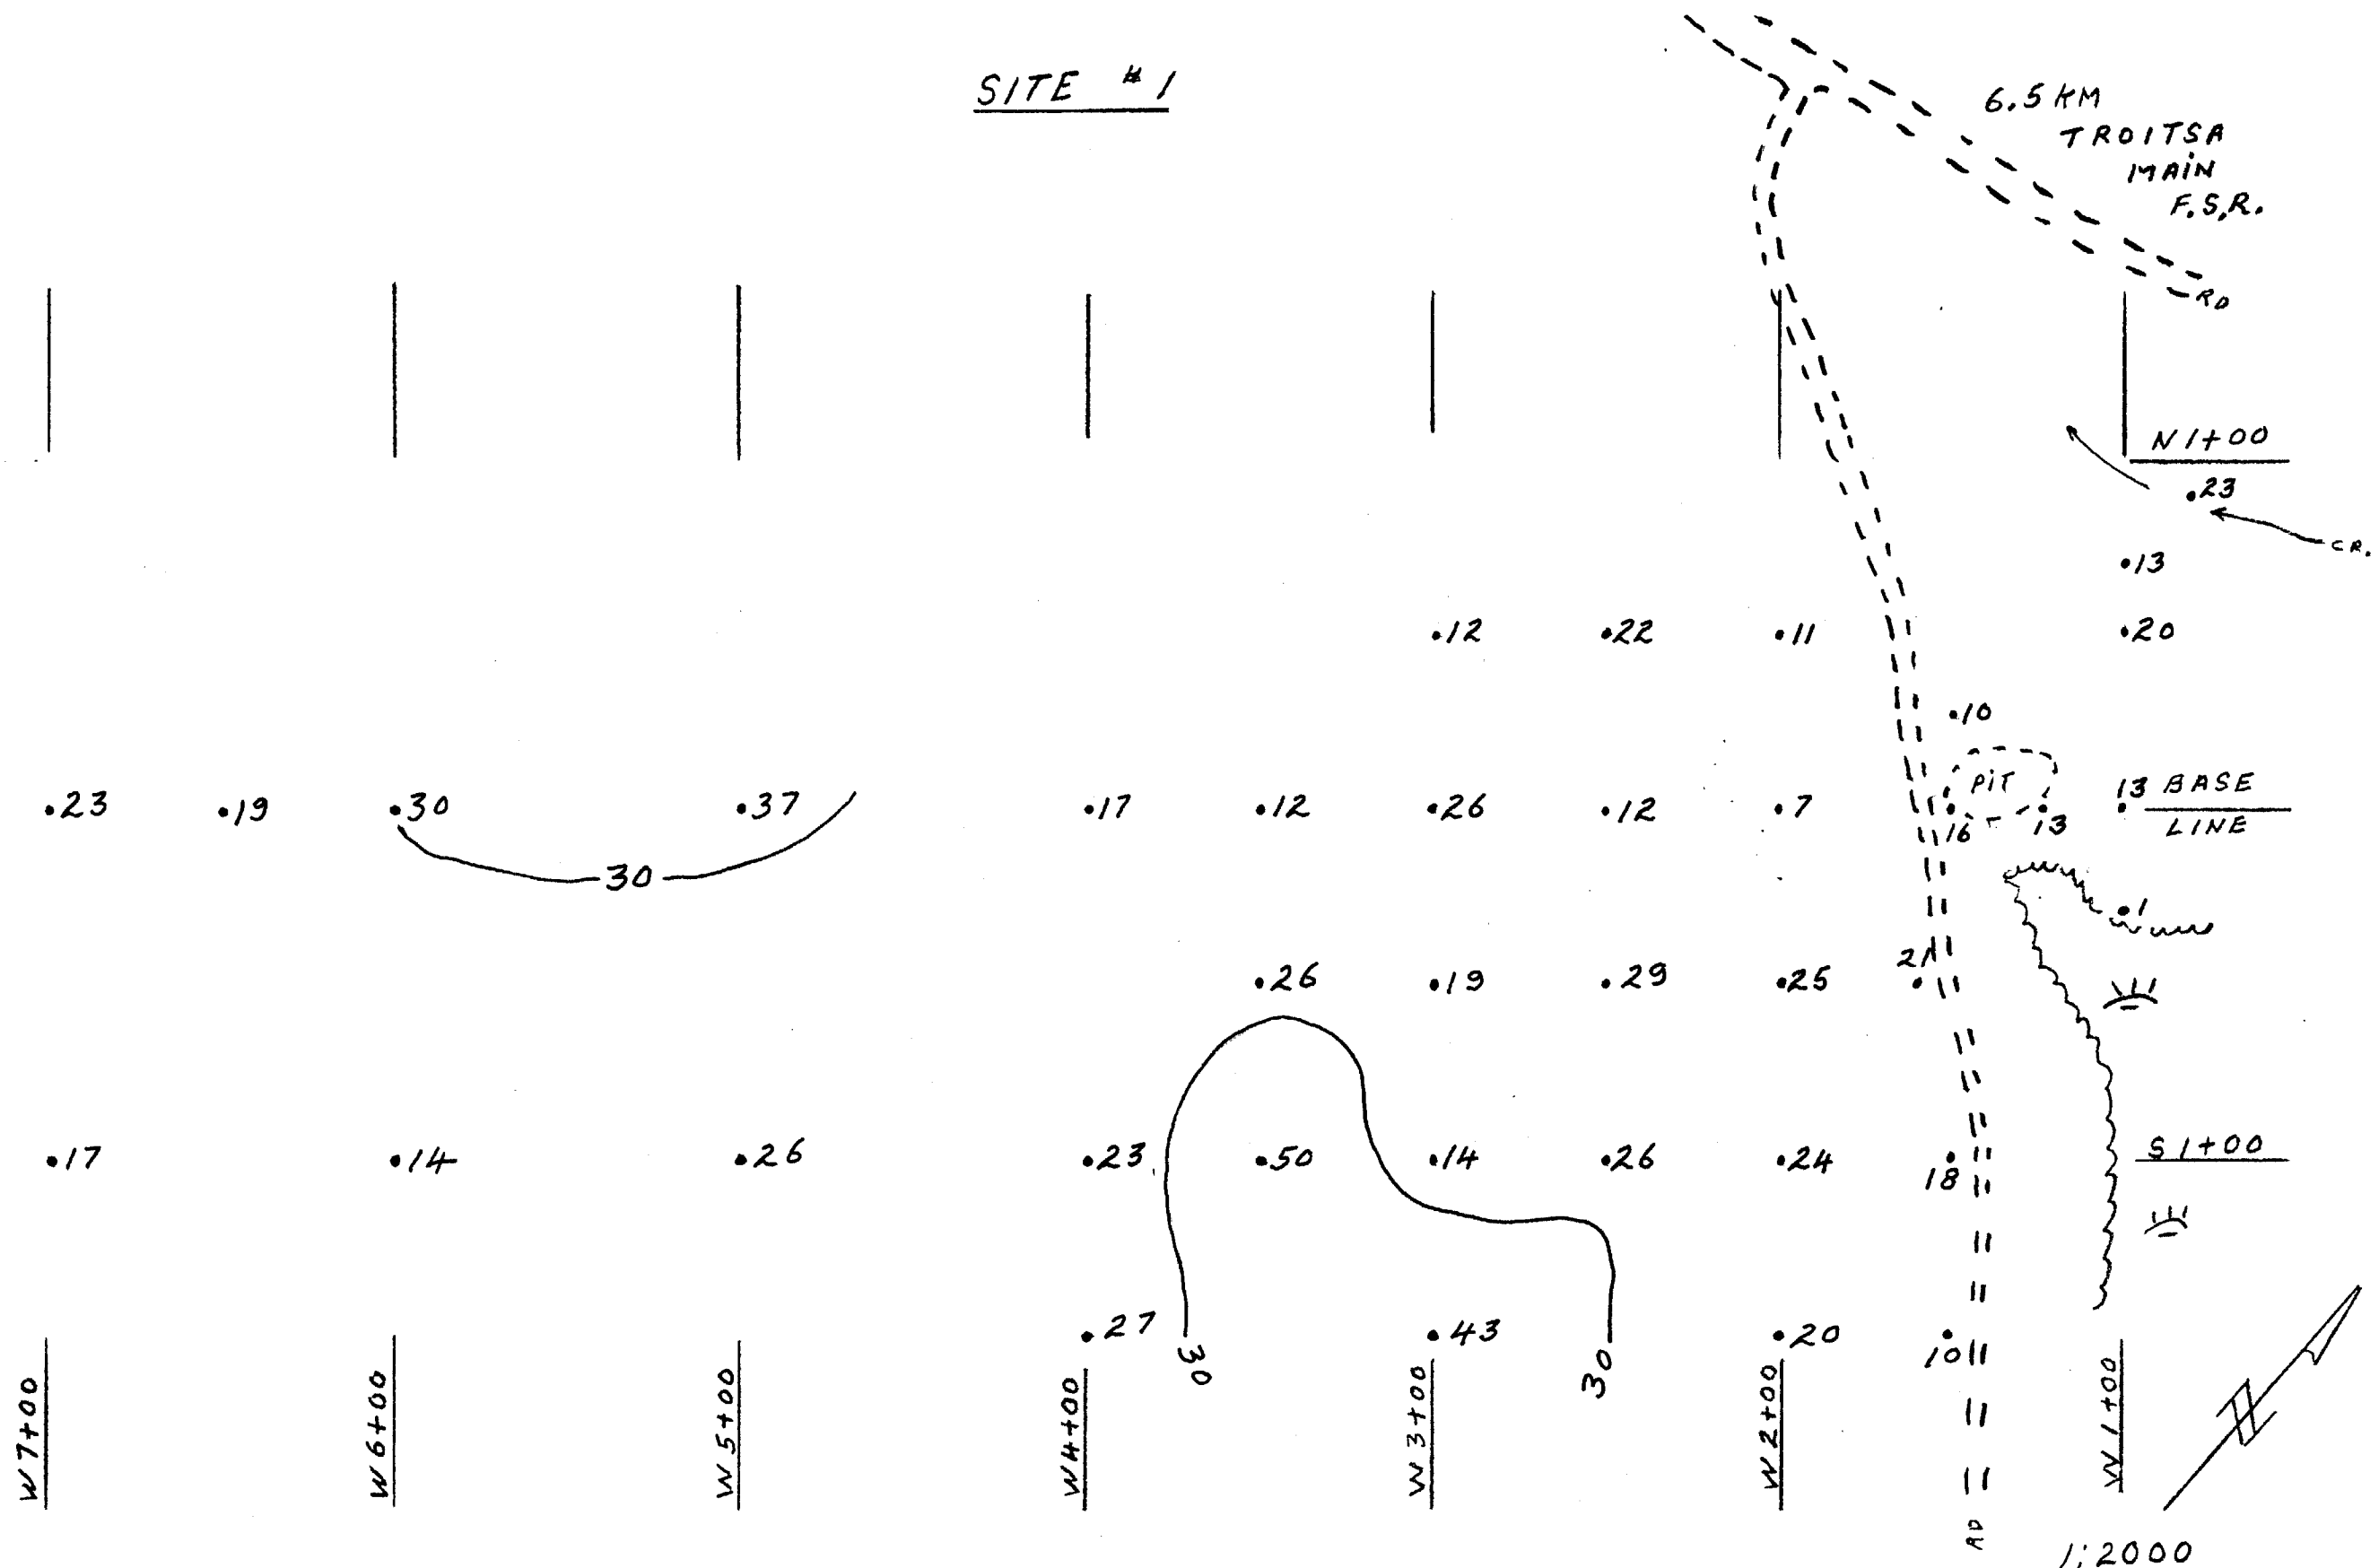 SITE #1
6.5 KM
TROITSA
MAIN
F.S.R.
RD
N 1+00
.23
CR.
.13
.12 .22 .11 .20
.10
PIT
.23 .19 .30 .37 .17 .12 .26 .12 .7 16 13 13 BASE
LINE
30
.1
.26 .19 .29 .25 21
.17 .14 .26 .23 .50 .14 .26 .24 18 S 1+00
.27 .43 .20 10
30 30
W7+00 W6+00 W5+00 W4+00 W3+00 W2+00 W1+00
N
RD
1:2000